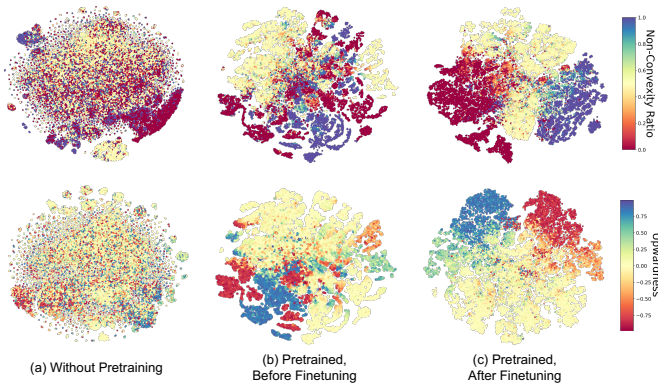 1.0
0.8
0.6
0.4
0.2
0.0
Non-Convexity Ratio
0.75
0.50
0.25
0.00
-0.25
-0.50
-0.75
Upwardness
(a) Without Pretraining
(b) Pretrained,
Before Finetuning
(c) Pretrained,
After Finetuning